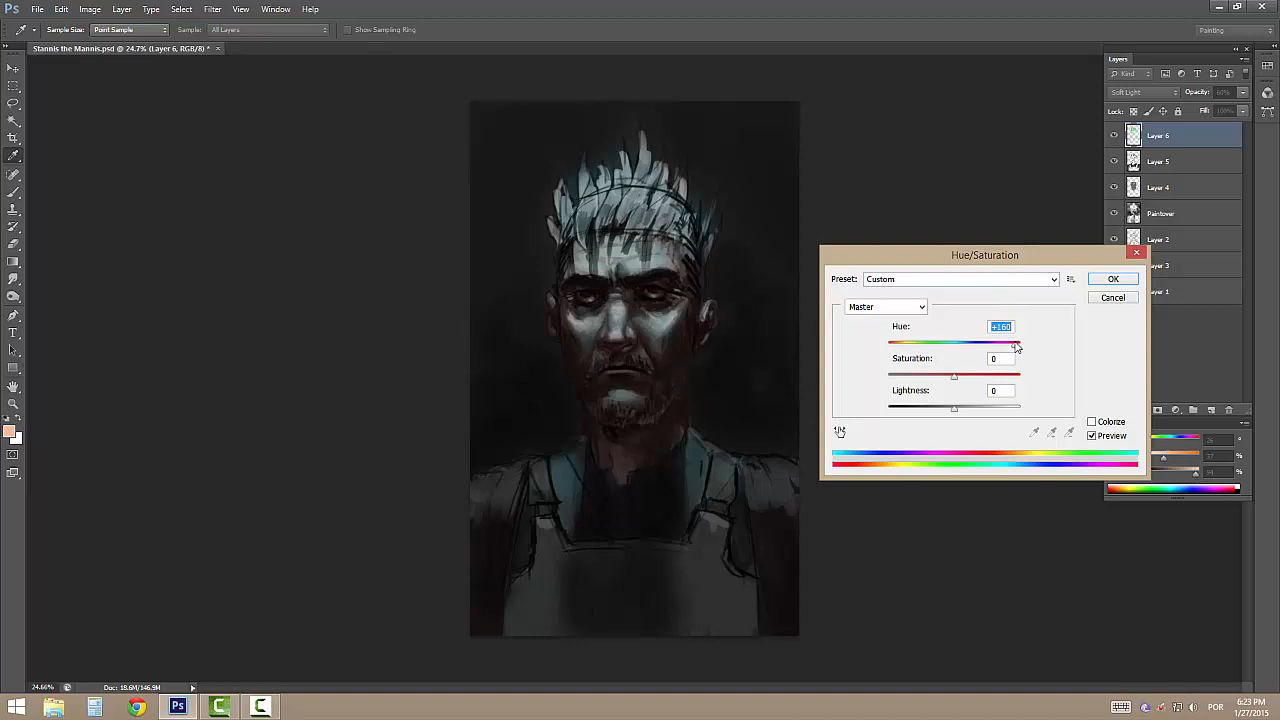 Ps File Edit Image Layer Type Select Filter View Window Help
Sample Size: Point Sample Sample: All Layers Show Sampling Ring Painting
Stannis the Mannis.psd @ 24.7% (Layer 6, RGB/8) *
Layers
Kind
Soft Light Opacity: 60%
Lock: Fill: 100%
Layer 6
Layer 5
Layer 4
Paintover
Layer 2
Layer 3
Layer 1
Hue/Saturation
Preset: Custom OK
Cancel
Master
Hue: +160
Saturation: 0
Lightness: 0
Colorize
Preview
%
%
24.66% Doc: 18.6M/146.9M
Ps
POR
6:23 PM
1/27/2015